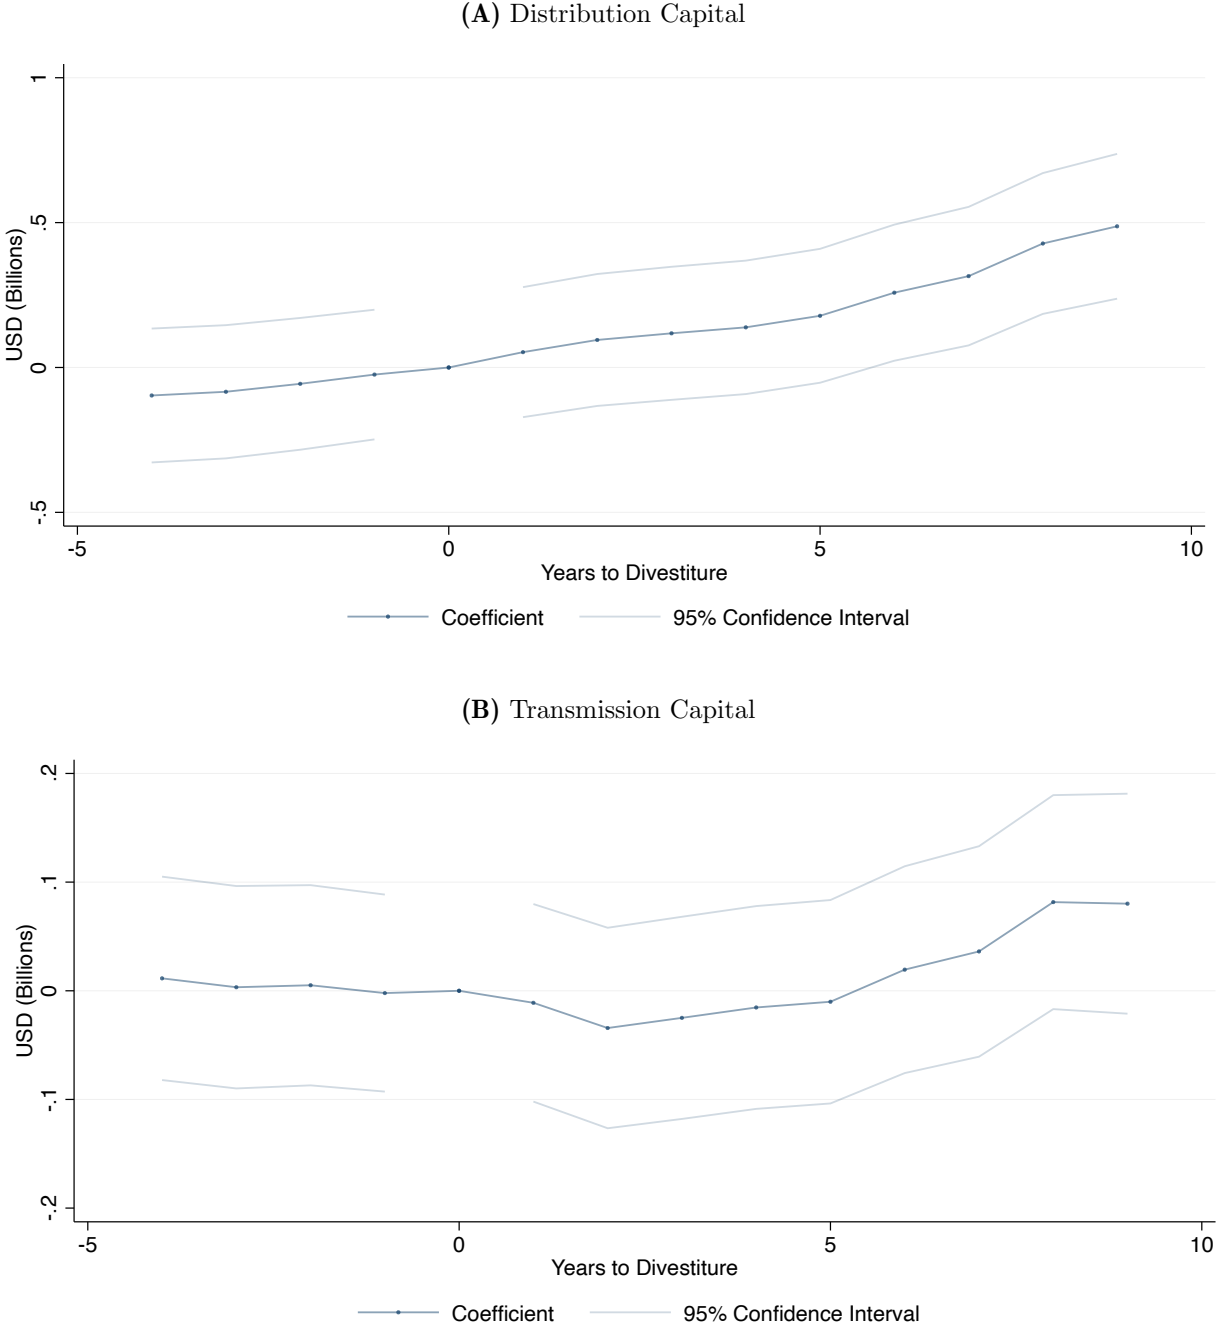 (A) Distribution Capital
1
.5
0
-.5
USD (Billions)
-5 0 5 10
Years to Divestiture
Coefficient 95% Confidence Interval
(B) Transmission Capital
.2
.1
0
-.1
-.2
USD (Billions)
-5 0 5 10
Years to Divestiture
Coefficient 95% Confidence Interval